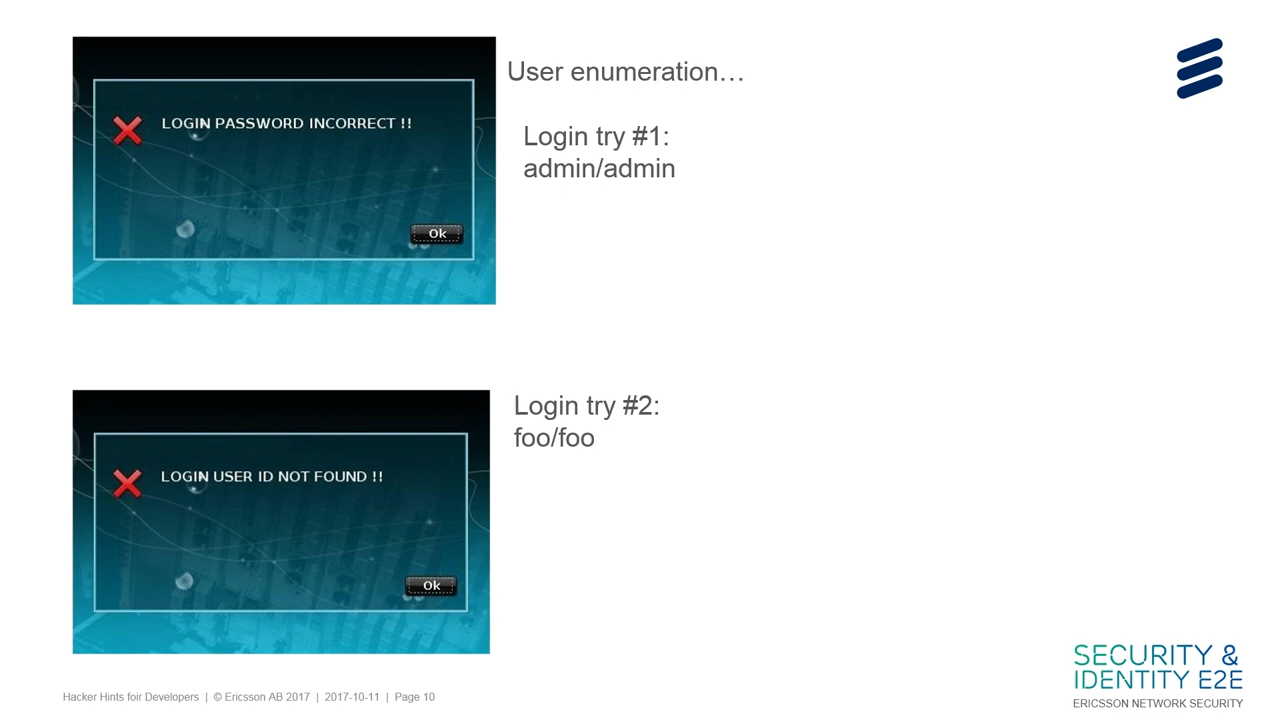 LOGIN PASSWORD INCORRECT !!
Ok
User enumeration…
Login try #1:
admin/admin
LOGIN USER ID NOT FOUND !!
Ok
Login try #2:
foo/foo
Hacker Hints foir Developers | © Ericsson AB 2017 | 2017-10-11 | Page 10
SECURITY &
IDENTITY E2E
ERICSSON NETWORK SECURITY